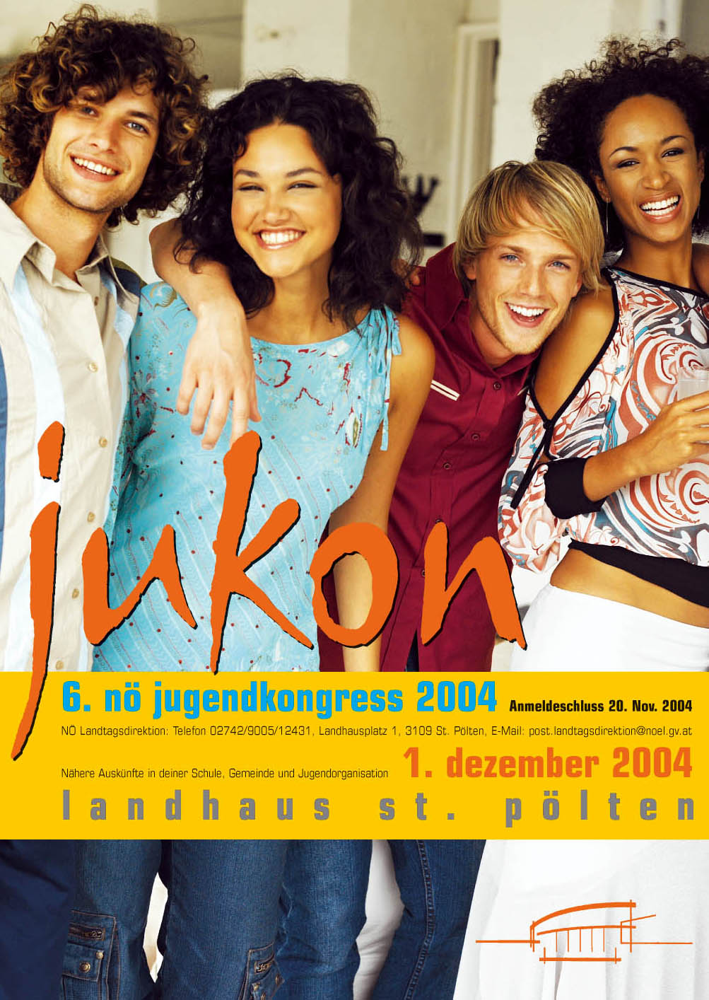 jukon
6. nö jugendkongress 2004 Anmeldeschluss 20. Nov. 2004
NÖ Landtagsdirektion: Telefon 02742/9005/12431, Landhausplatz 1, 3109 St. Pölten, E-Mail: post.landtagsdirektion@noel.gv.at
Nähere Auskünfte in deiner Schule, Gemeinde und Jugendorganisation 1. dezember 2004
landhaus st. pölten